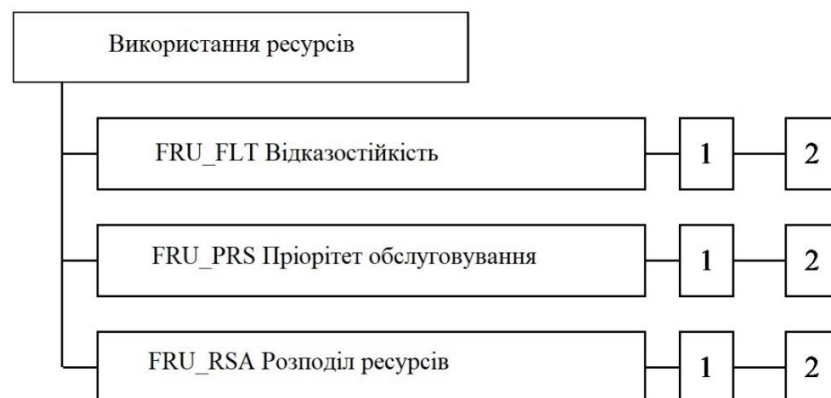 Використання ресурсів
FRU_FLT Відказостійкість 1 2
FRU_PRS Пріорітет обслуговування 1 2
FRU_RSA Розподіл ресурсів 1 2